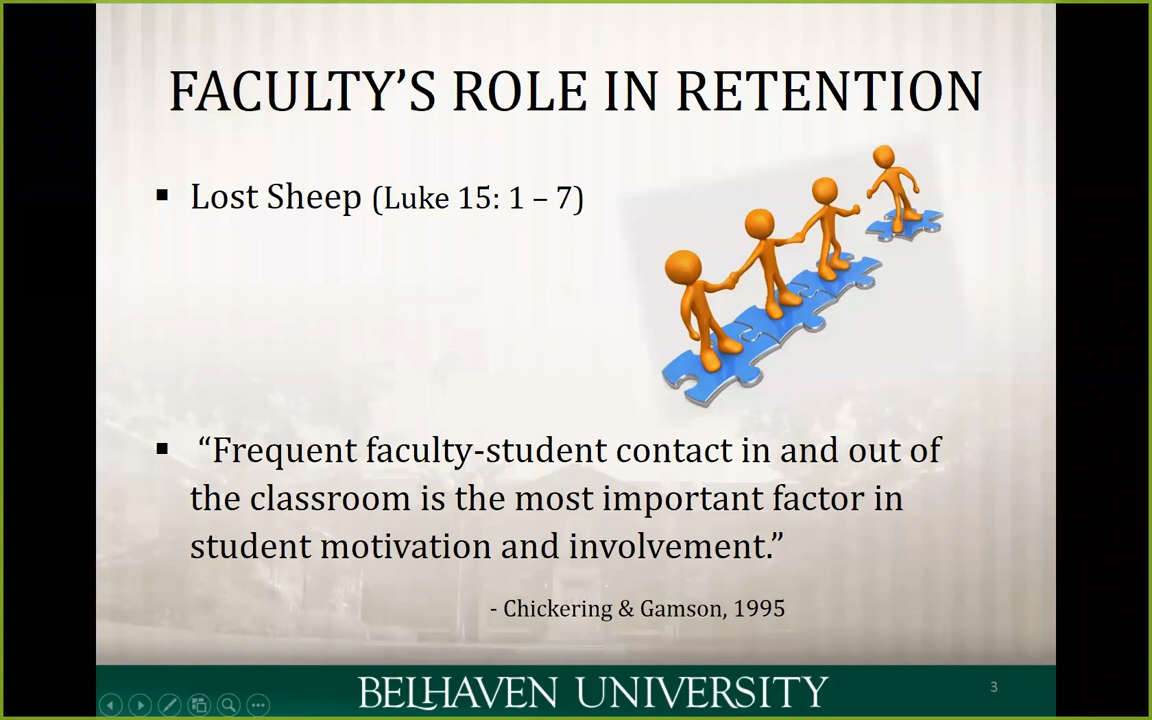 FACULTY’S ROLE IN RETENTION
▪ Lost Sheep (Luke 15: 1 – 7)
▪ “Frequent faculty-student contact in and out of
the classroom is the most important factor in
student motivation and involvement.”
- Chickering & Gamson, 1995
BELHAVEN UNIVERSITY
3